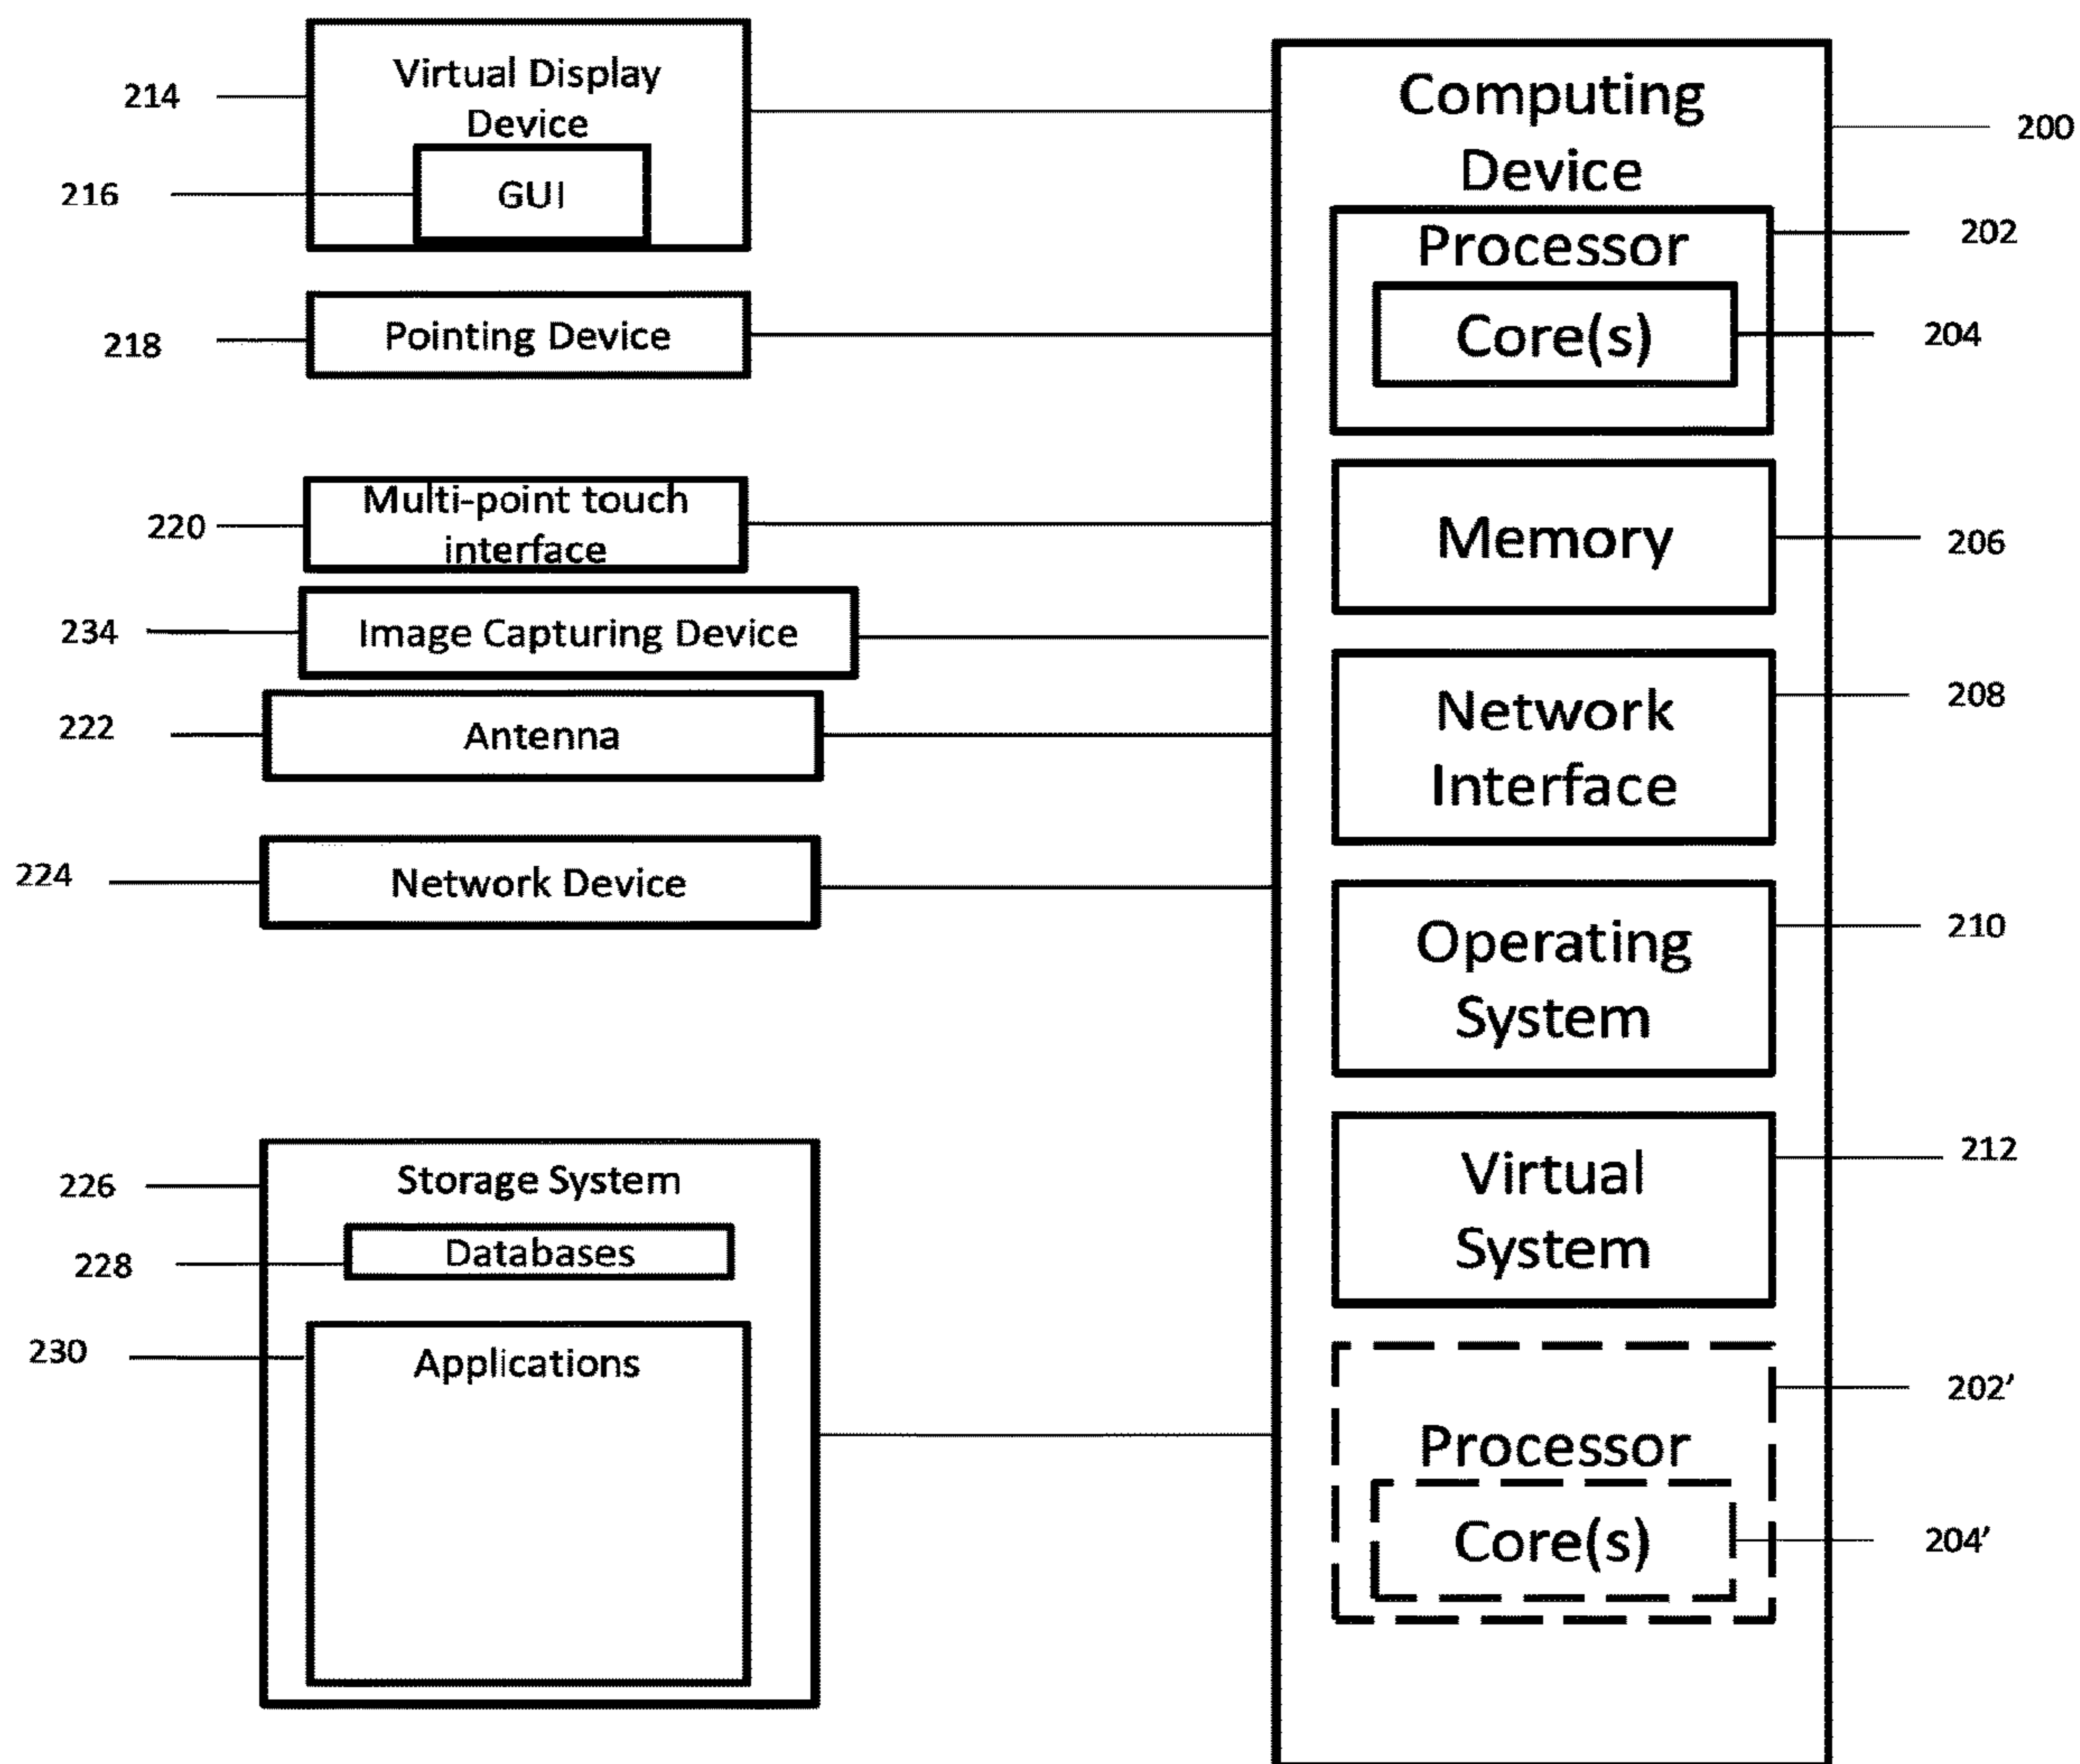 214
Virtual Display
Device
216
GUI
218
Pointing Device
220
Multi-point touch
interface
234
Image Capturing Device
222
Antenna
224
Network Device
226
Storage System
228
Databases
230
Applications
Computing
Device
200
Processor
202
Core(s)
204
Memory
206
Network
Interface
208
Operating
System
210
Virtual
System
212
Processor
202'
Core(s)
204'